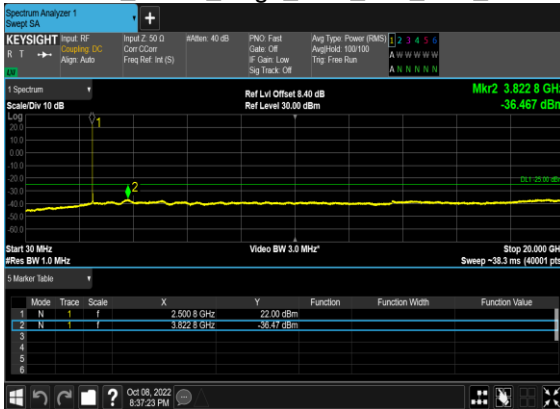 Spectrum Analyzer 1
Swept SA
+
KEYSIGHT Input: RF Input Z: 50 Ω #Atten: 40 dB PNO: Fast Avg Type: Power (RMS) 1 2 3 4 5 6
R T Coupling: DC Corr CCorr Gate: Off Avg|Hold: 100/100 A W W W W W
Align: Auto Freq Ref: Int (S) IF Gain: Low Trig: Free Run
Sig Track: Off A N N N N N
LW
1 Spectrum Ref Lvl Offset 8.40 dB Mkr2 3.822 8 GHz
Scale/Div 10 dB Ref Level 30.00 dBm -36.467 dBm
Log
20.0
10.0
0.00
-10.0
-20.0
-30.0
-40.0
-50.0
-60.0
1
2
DL1 -25.00 dBm
Start 30 MHz Video BW 3.0 MHz* Stop 20.000 GH
#Res BW 1.0 MHz Sweep ~38.3 ms (40001 pts
5 Marker Table
Mode Trace Scale X Y Function Function Width Function Value
1 N 1 f 2.500 8 GHz 22.00 dBm
2 N 1 f 3.822 8 GHz -36.47 dBm
3
4
5
6
? Oct 08, 2022
8:37:23 PM